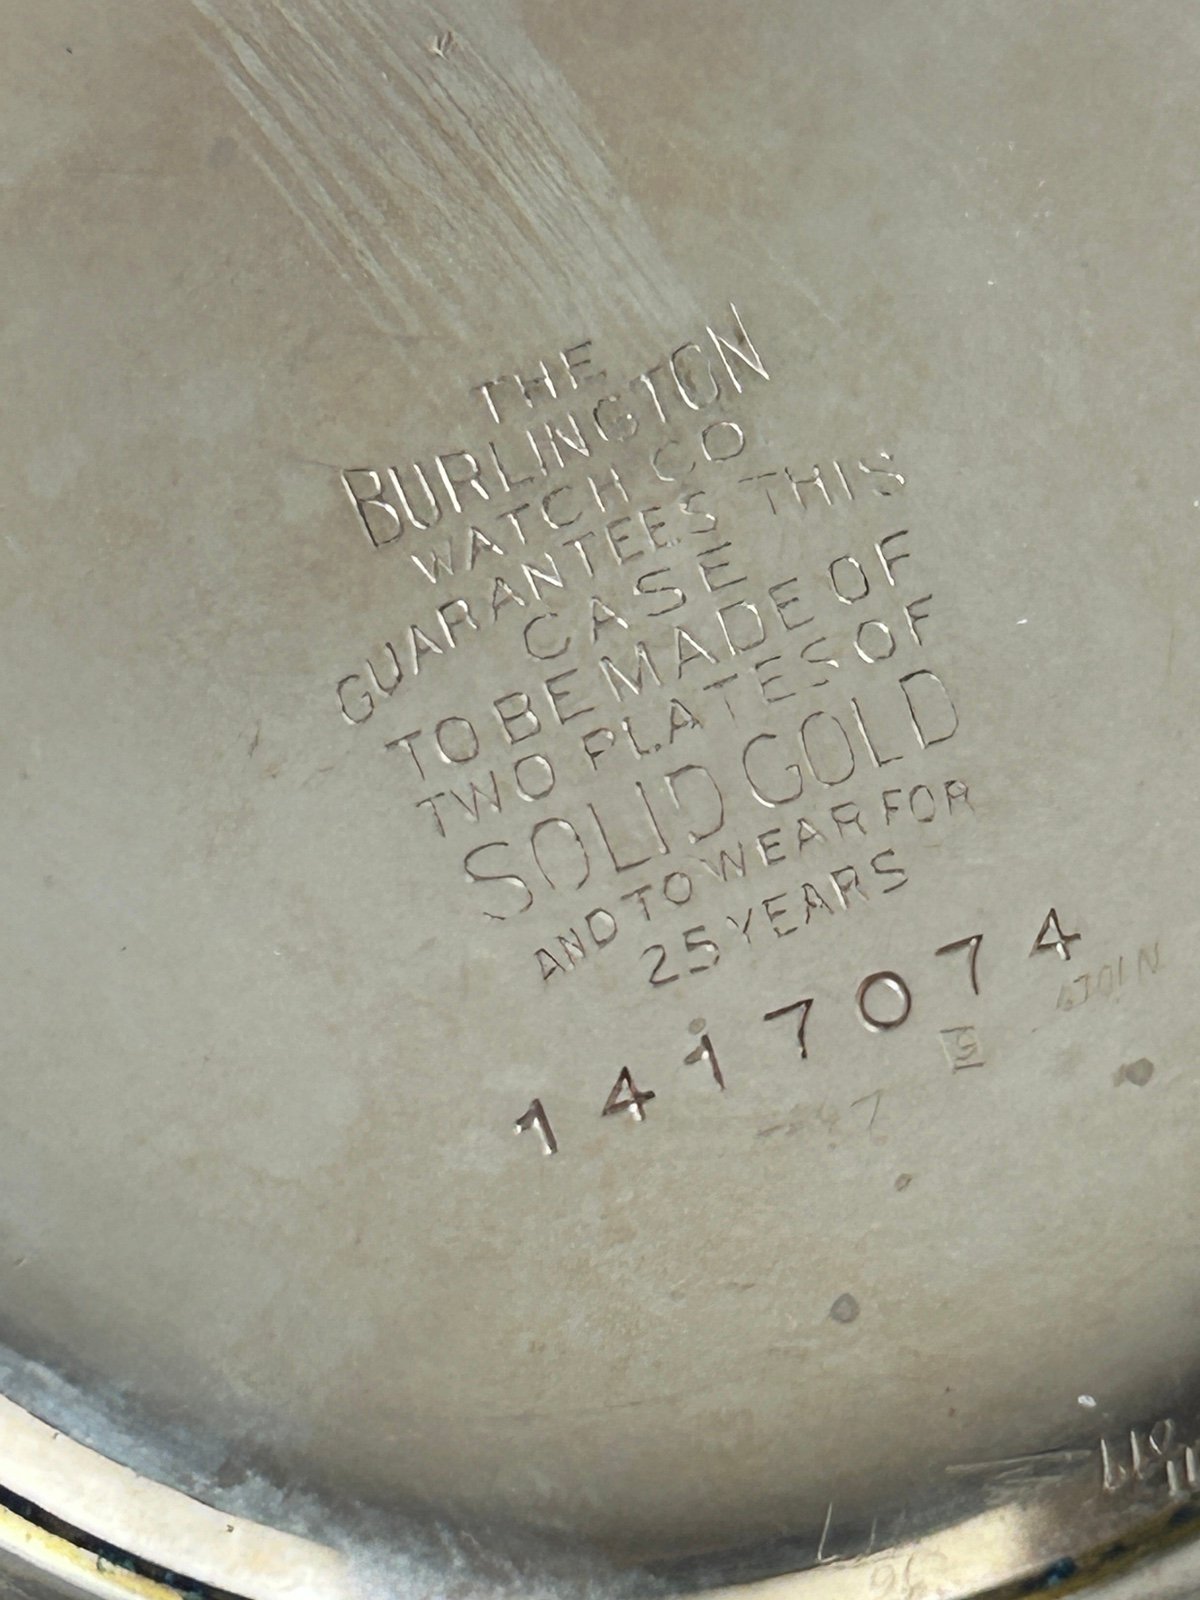 THE
BURLINGTON
WATCH CO
GUARANTEES THIS
CASE
TO BE MADE OF
TWO PLATES OF
SOLID GOLD
AND TO WEAR FOR
25 YEARS
1417074